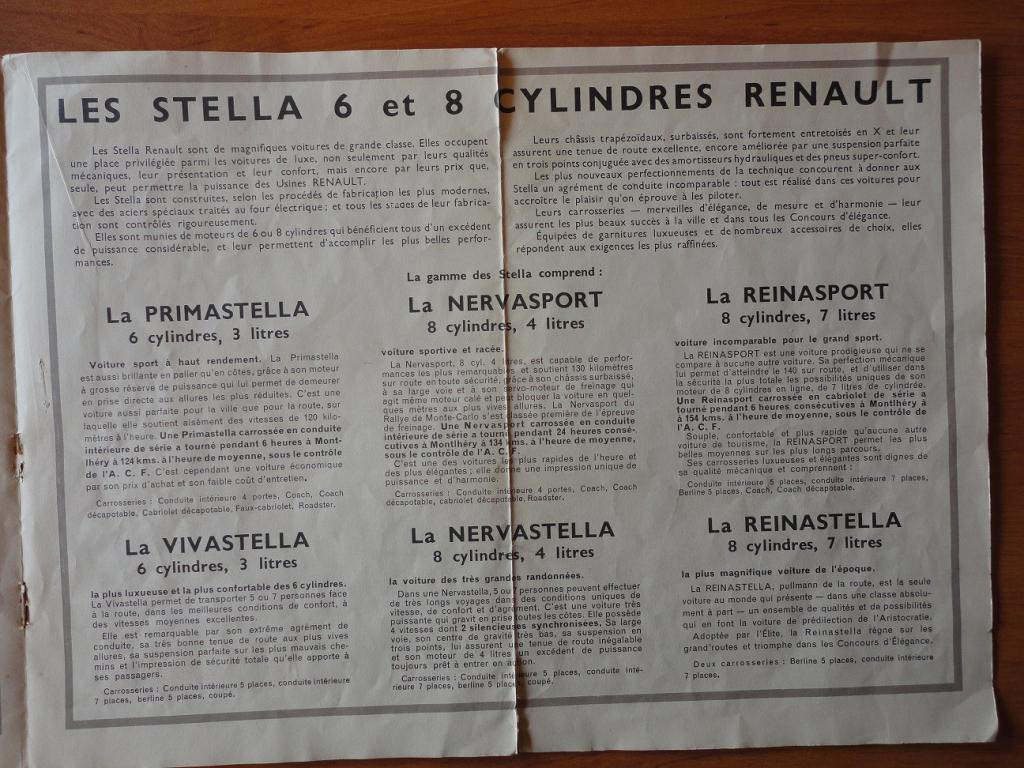 LES STELLA 6 et 8 CYLINDRES RENAULT
Les Stella Renault sont de magnifiques voitures de grande classe. Elles occupent
une place privilégiée parmi les voitures de luxe, non seulement par leurs qualités
mécaniques, leur présentation et leur confort, mais encore par leurs prix que,
seule, peut permettre la puissance des Usines RENAULT.
Les Stella sont construites, selon les procédés de fabrication les plus modernes,
avec des aciers spéciaux traités au four électrique; et tous les stades de leur fabrica-
tion sont contrôlés rigoureusement.
Elles sont munies de moteurs de 6 ou 8 cylindres qui bénéficient tous d'un excédent
de puissance considérable, et leur permettent d'accomplir les plus belles perfor-
mances.
Leurs châssis trapézoïdaux, surbaissés, sont fortement entretoisés en X et leur
assurent une tenue de route excellente, encore améliorée par une suspension parfaite
en trois points conjuguée avec des amortisseurs hydrauliques et des pneus super-confort.
Les plus nouveaux perfectionnements de la technique concourent à donner aux
Stella un agrément de conduite incomparable : tout est réalisé dans ces voitures pour
accroître le plaisir qu'on éprouve à les piloter.
Leurs carrosseries — merveilles d'élégance, de mesure et d'harmonie — leur
assurent les plus beaux succès à la ville et dans tous les Concours d'élégance.
Équipées de garnitures luxueuses et de nombreux accessoires de choix, elles
répondent aux exigences les plus raffinées.
La gamme des Stella comprend :
La PRIMASTELLA
6 cylindres, 3 litres
Voiture sport à haut rendement. La Primastella
est aussi brillante en palier qu'en côtes, grâce à son moteur
à grosse réserve de puissance qui lui permet de demeurer
en prise directe aux allures les plus réduites. C'est une
voiture aussi parfaite pour la ville que pour la route, sur
laquelle elle soutient aisément des vitesses de 120 kilo-
mètres à l'heure. Une Primastella carrossée en conduite
intérieure de série a tourné pendant 6 heures à Mont-
lhéry à 124 kms. à l'heure de moyenne, sous le contrôle
de l'A. C. F. C'est cependant une voiture économique
par son prix d'achat et son faible coût d'entretien.
Carrosseries : Conduite intérieure 4 portes, Coach, Coach
décapotable, Cabriolet décapotable, Faux-cabriolet, Roadster.
La NERVASPORT
8 cylindres, 4 litres
voiture sportive et racée.
La Nervasport, 8 cyl. 4 litres, est capable de perfor-
mances les plus remarquables et soutient 130 kilomètres
sur route en toute sécurité, grâce à son châssis surbaissé,
à sa large voie et à son servo-moteur de freinage qui
agit même moteur calé et peut bloquer la voiture en quel-
ques mètres aux plus vives allures. La Nervasport du
Rallye de Monte-Carlo s'est classée première de l'épreuve
de freinage. Une Nervasport carrossée en conduite
intérieure de série a tourné pendant 24 heures consé-
cutives à Montlhéry à 134 kms. à l'heure de moyenne,
sous le contrôle de l'A. C. F.
C'est une des voitures les plus rapides de l'heure et
des plus élégantes ; elle donne une impression unique de
puissance et d'harmonie.
Carrosseries : Conduite intérieure 4 portes, Coach, Coach
décapotable, cabriolet décapotable, Roadster.
La REINASPORT
8 cylindres, 7 litres
voiture incomparable pour le grand sport.
La REINASPORT est une voiture prodigieuse qui ne se
compare à aucune autre voiture. Sa perfection mécanique
lui permet d'atteindre le 140 sur route, et d'utiliser dans
la sécurité la plus totale les possibilités uniques de son
moteur de 8 cylindres en ligne, de 7 litres de cylindrée.
Une Reinasport carrossée en cabriolet de série a
tourné pendant 6 heures consécutives à Montlhéry à
à 154 kms. à l'heure de moyenne, sous le contrôle de
l'A. C. F.
Souple, confortable et plus rapide qu'aucune autre
voiture de tourisme, la REINASPORT permet les plus
belles moyennes sur les plus longs parcours.
Ses carrosseries luxueuses et élégantes sont dignes de
sa qualité mécanique et comprennent :
Conduite intérieure 5 places, conduite intérieure 7 places,
Berline 5 places, Coach, Coach décapotable.
La VIVASTELLA
6 cylindres, 3 litres
la plus luxueuse et la plus confortable des 6 cylindres.
La Vivastella permet de transporter 5 ou 7 personnes face
à la route, dans les meilleures conditions de confort, à
des vitesses moyennes excellentes.
Elle est remarquable par son extrême agrément de
conduite, sa très bonne tenue de route aux plus vives
allures, sa suspension parfaite sur les plus mauvais che-
mins et l'impression de sécurité totale qu'elle apporte à
ses passagers.
Carrosseries : Conduite intérieure 5 places, conduite intérieure
7 places, berline 5 places, coupé.
La NERVASTELLA
8 cylindres, 4 litres
la voiture des très grandes randonnées.
Dans une Nervastella, 5 ou 7 personnes peuvent effectuer
de très longs voyages dans des conditions uniques de
vitesse, de confort et d'agrément. C'est une voiture très
puissante qui gravit en prise toutes les côtes. Elle possède
4 vitesses dont 2 silencieuses synchronisées. Sa large
voie, son centre de gravité très bas, sa suspension en
trois points, lui assurent une tenue de route inégalable
et son moteur de 4 litres un excédent de puissance
toujours prêt à entrer en action.
Carrosseries : Conduite intérieure 5 places, conduite inté-
rieure 7 places, berline 5 places, coupé.
La REINASTELLA
8 cylindres, 7 litres
la plus magnifique voiture de l'époque.
La REINASTELLA, pullmann de la route, est la seule
voiture au monde qui présente — dans une classe absolu-
ment à part — un ensemble de qualités et de possibilités
qui en font la voiture de prédilection de l'Aristocratie.
Adoptée par l'Élite, la Reinastella règne sur les
grand'routes et triomphe dans les Concours d'Élégance.
Deux carrosseries : Berline 5 places, conduite intérieure
7 places.